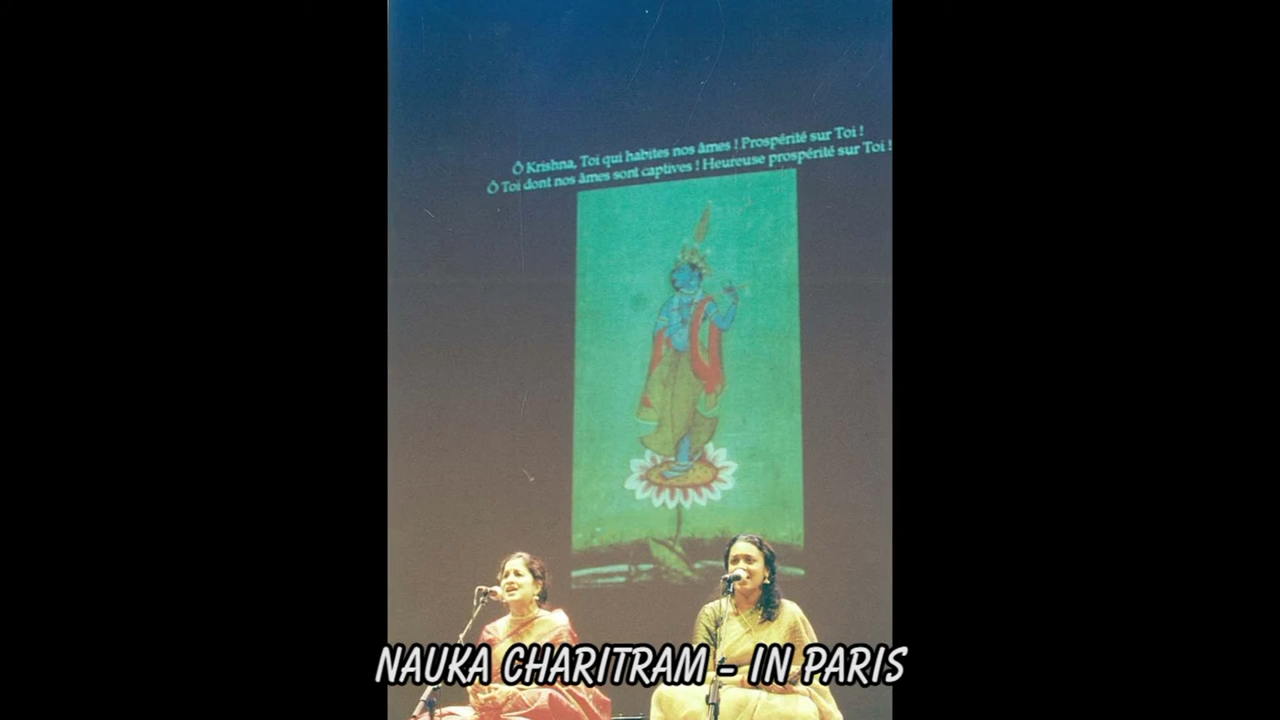 Ô Krishna, Toi qui habites nos âmes ! Prospérité sur Toi !
Ô Toi dont nos âmes sont captives ! Heureuse prospérité sur Toi !
NAUKA CHARITRAM - IN PARIS